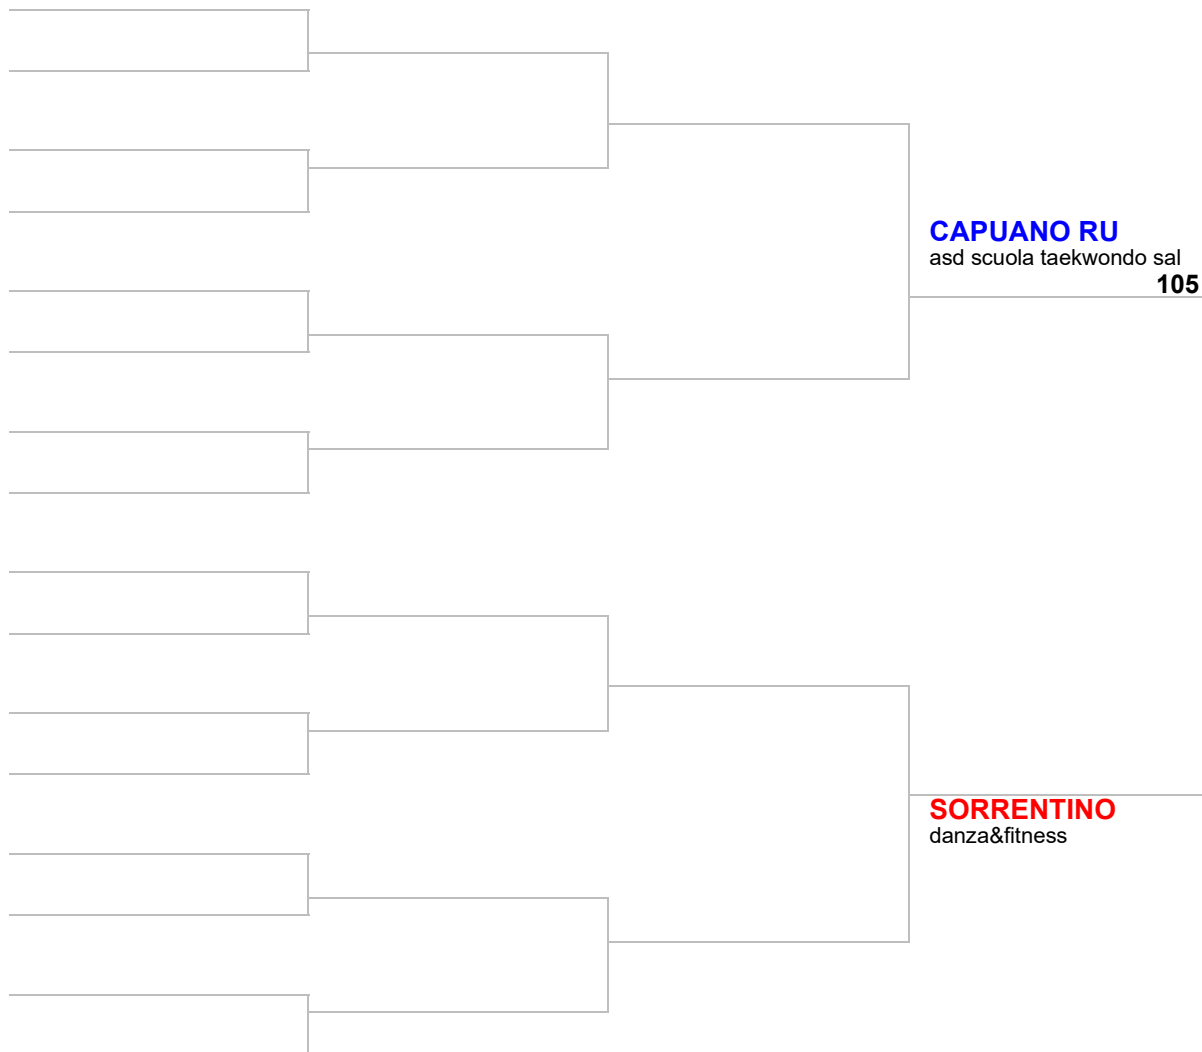 CAPUANO RU
asd scuola taekwondo sal
105
SORRENTINO
danza&fitness